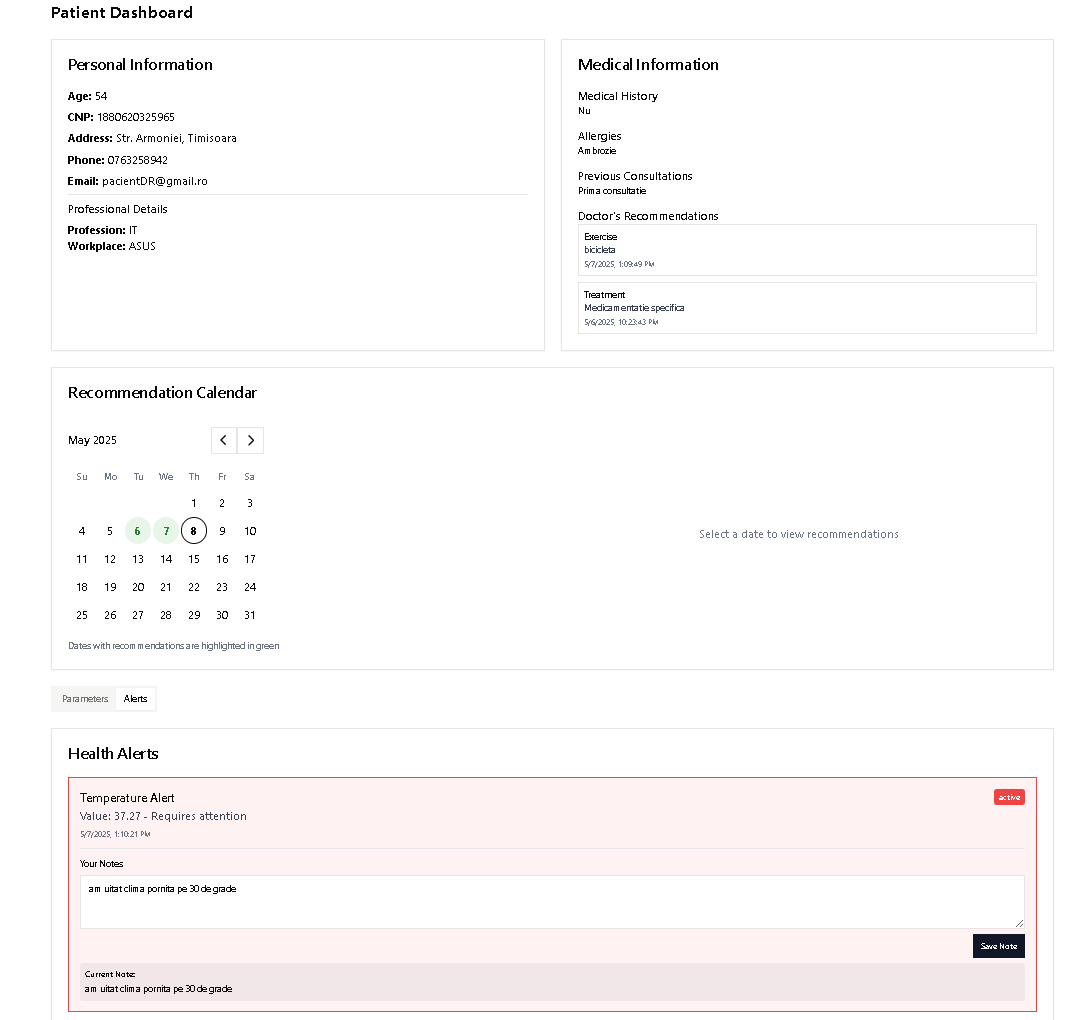 Patient Dashboard
Personal Information
Age: 54
CNP: 1880620325965
Address: Str. Armoniei, Timisoara
Phone: 0763258942
Email: pacientDR@gmail.ro
Professional Details
Profession: IT
Workplace: ASUS
Medical Information
Medical History
Nu
Allergies
Ambrozie
Previous Consultations
Prima consultatie
Doctor's Recommendations
Exercise
bicicleta
5/7/2025, 1:09:49 PM
Treatment
Medicamentatie specifica
5/6/2025, 10:23:43 PM
Recommendation Calendar
May 2025
Su Mo Tu We Th Fr Sa
1 2 3
4 5 6 7 8 9 10
11 12 13 14 15 16 17
18 19 20 21 22 23 24
25 26 27 28 29 30 31
Dates with recommendations are highlighted in green
Select a date to view recommendations
Parameters Alerts
Health Alerts
Temperature Alert
active
Value: 37.27 - Requires attention
5/7/2025, 1:10:21 PM
Your Notes
am uitat clima pornita pe 30 de grade
Save Note
Current Note:
am uitat clima pornita pe 30 de grade